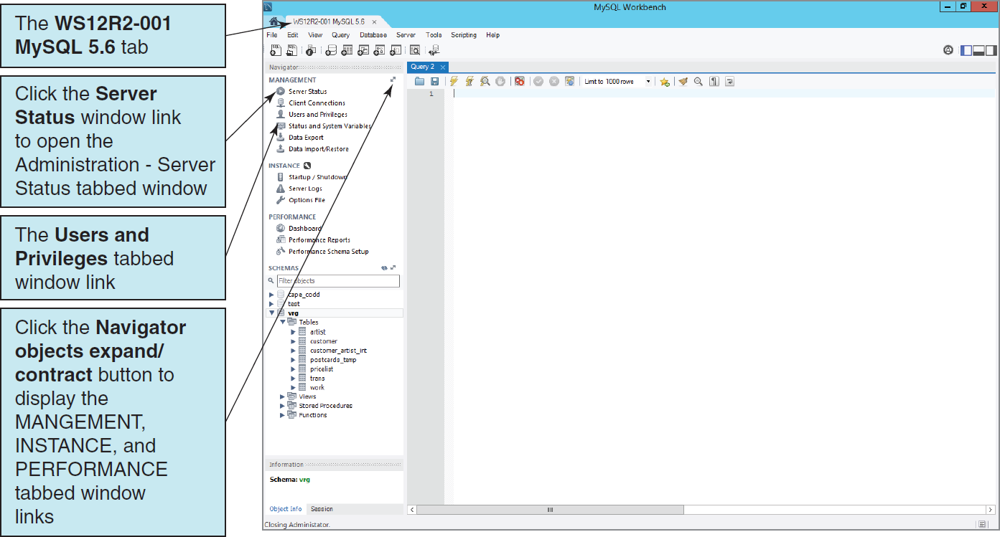 The WS12R2-001
MySQL 5.6 tab
Click the Server
Status window link
to open the
Administration - Server
Status tabbed window
The Users and
Privileges tabbed
window link
Click the Navigator
objects expand/
contract button to
display the
MANGEMENT,
INSTANCE, and
PERFORMANCE
tabbed window
links
MySQL Workbench
WS12R2-001 MySQL 5.6
File Edit View Query Database Server Tools Scripting Help
Navigator
MANAGEMENT
Server Status
Client Connections
Users and Privileges
Status and System Variables
Data Export
Data Import/Restore
INSTANCE
Startup / Shutdown
Server Logs
Options File
PERFORMANCE
Dashboard
Performance Reports
Performance Schema Setup
SCHEMAS
Filter objects
cape_codd
test
vrg
Tables
artist
customer
customer_artist_int
postcards_temp
pricelist
trans
work
Views
Stored Procedures
Functions
Information
Schema: vrg
Object Info Session
Closing Administator.
Query 2
Limit to 1000 rows
1